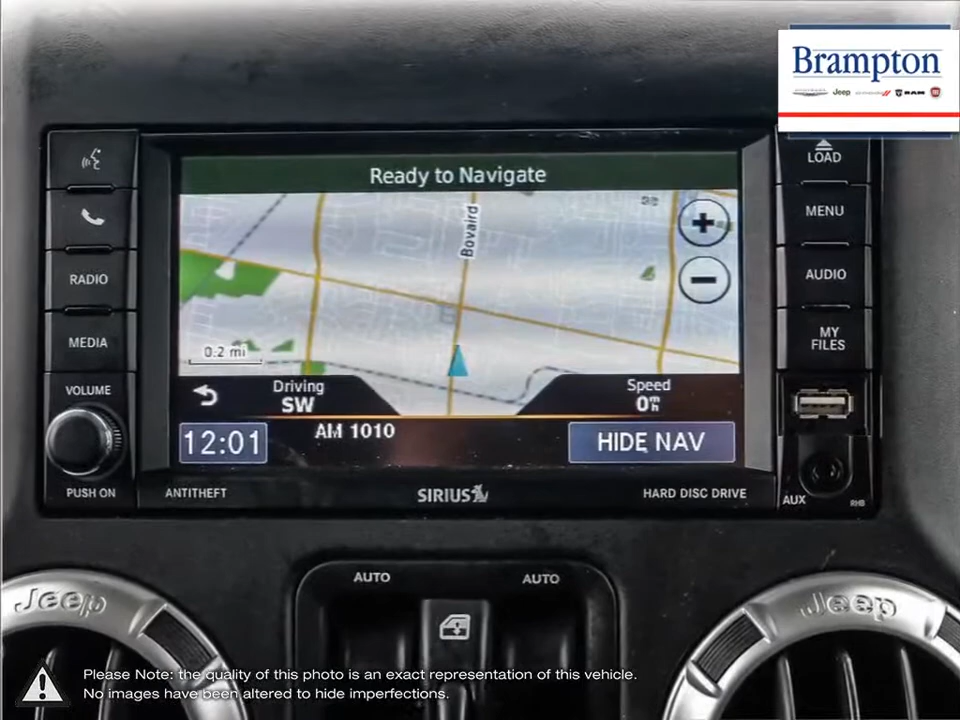 Brampton
Jeep
RAM
LOAD
Ready to Navigate
MENU
Bovaird
RADIO
AUDIO
MEDIA
MY
FILES
0.2 mi
VOLUME
Driving
SW
Speed
0 m/h
12:01
AM 1010
HIDE NAV
PUSH ON
ANTITHEFT
SIRIUS
HARD DISC DRIVE
AUX
RHB
AUTO
AUTO
Jeep
Jeep
Please Note: the quality of this photo is an exact representation of this vehicle.
No images have been altered to hide imperfections.